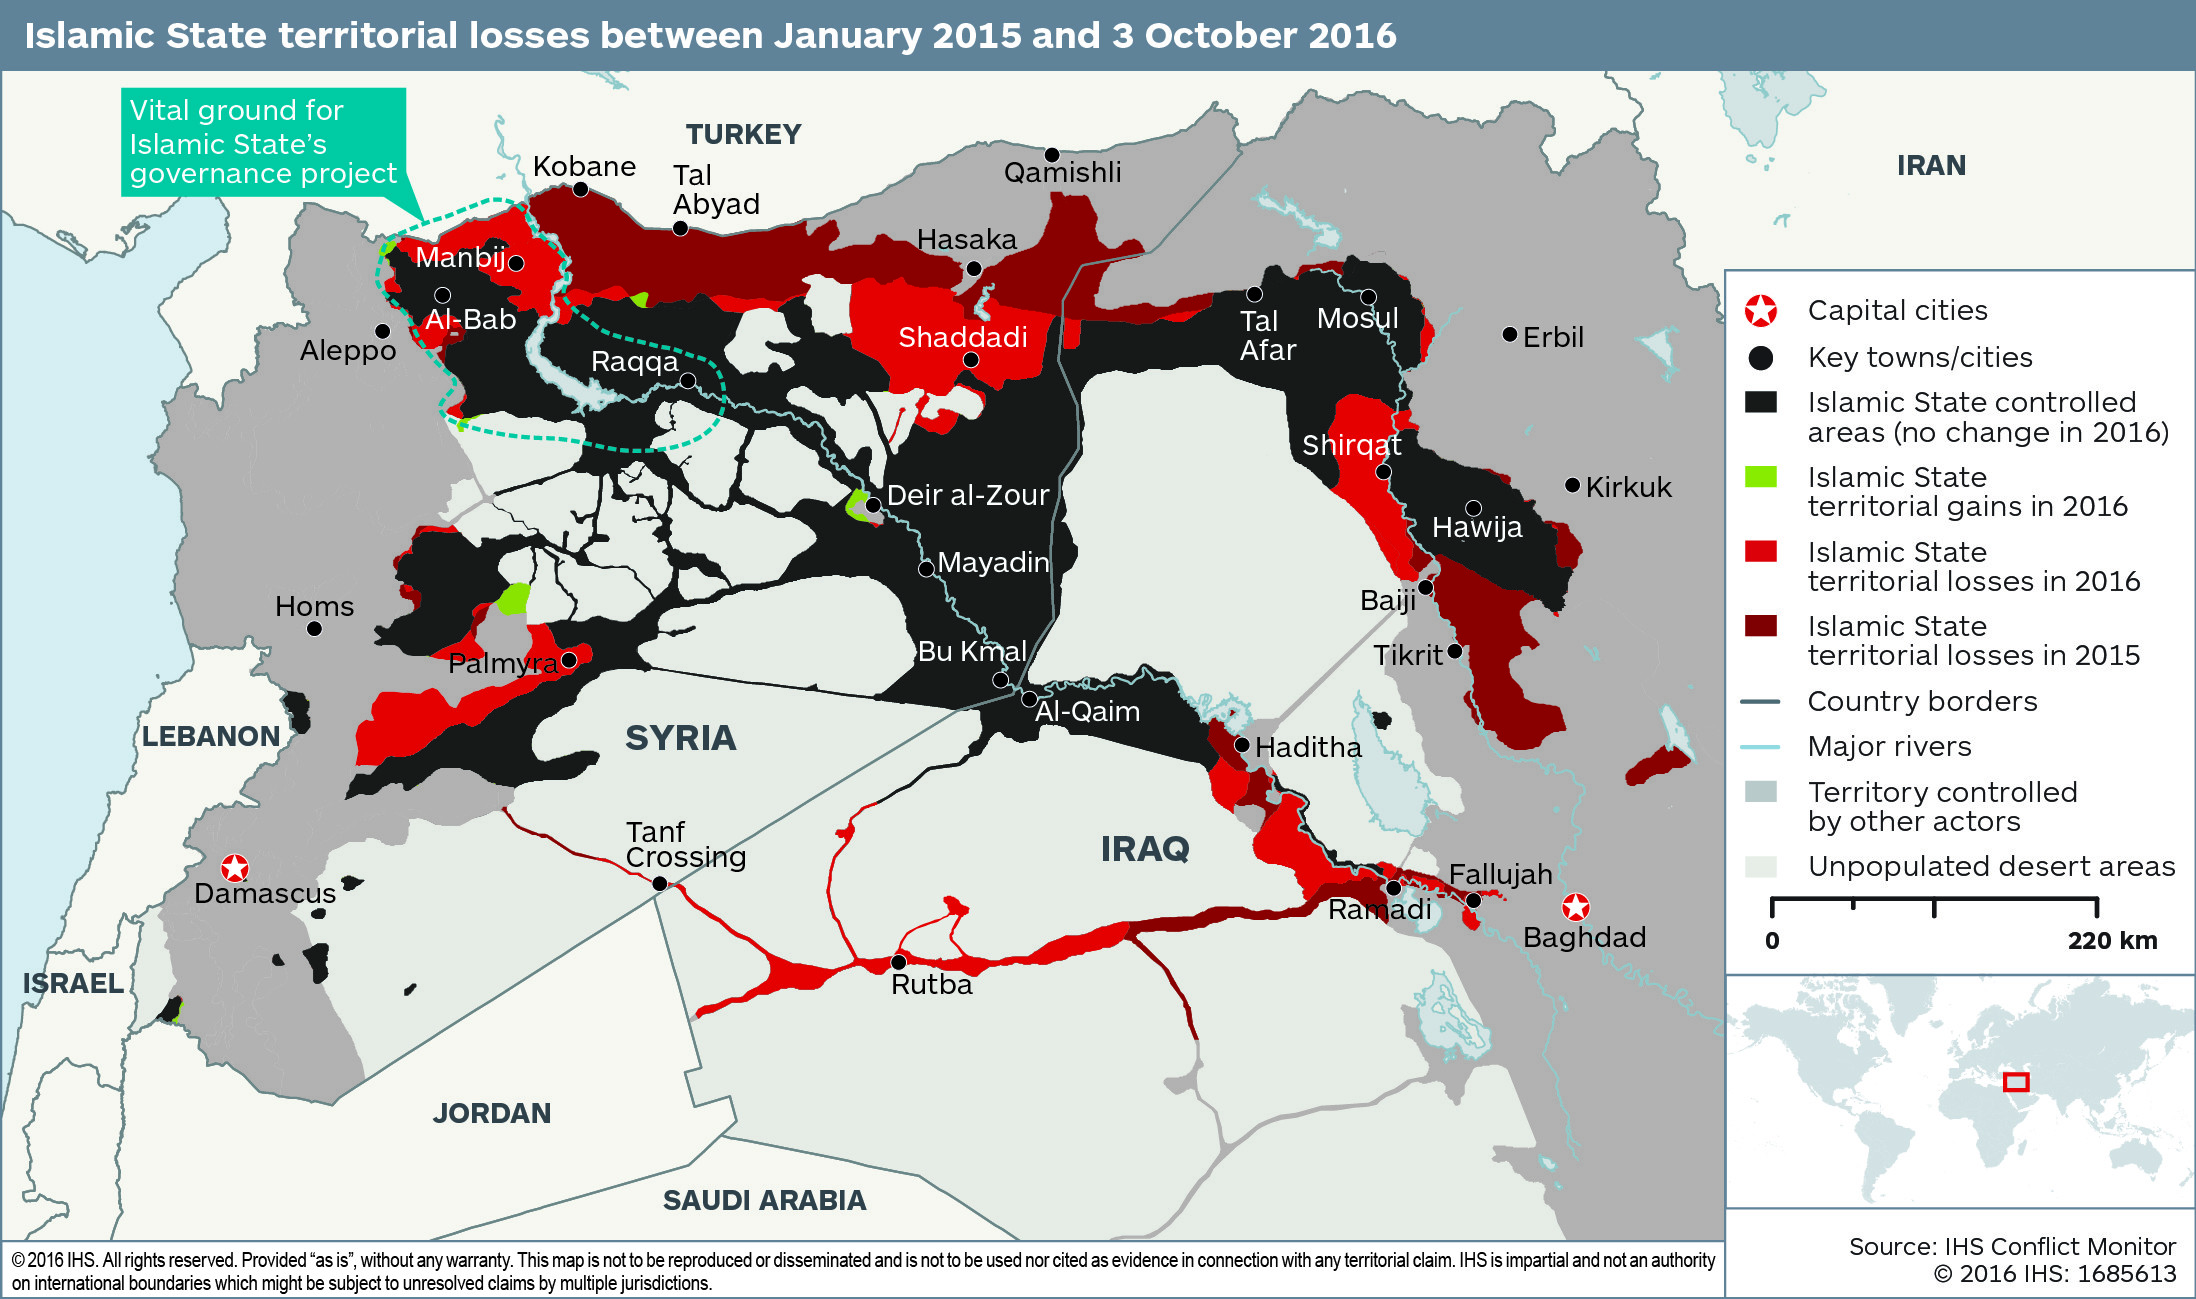 Islamic State territorial losses between January 2015 and 3 October 2016
Vital ground for
Islamic State's
governance project
TURKEY
IRAN
Kobane
Tal
Abyad
Qamishli
Hasaka
Manbij
Al-Bab
Aleppo
Raqqa
Shaddadi
Tal
Afar
Mosul
Erbil
Shirqat
Kirkuk
Hawija
Deir al-Zour
Mayadin
Baiji
Homs
Palmyra
Bu Kmal
Tikrit
Al-Qaim
LEBANON
SYRIA
Haditha
Tanf
Crossing
IRAQ
Damascus
Fallujah
Ramadi
Baghdad
ISRAEL
Rutba
JORDAN
SAUDI ARABIA
Capital cities
Key towns/cities
Islamic State controlled
areas (no change in 2016)
Islamic State
territorial gains in 2016
Islamic State
territorial losses in 2016
Islamic State
territorial losses in 2015
Country borders
Major rivers
Territory controlled
by other actors
Unpopulated desert areas
0 220 km
Source: IHS Conflict Monitor
© 2016 IHS: 1685613
© 2016 IHS. All rights reserved. Provided “as is”, without any warranty. This map is not to be reproduced or disseminated and is not to be used nor cited as evidence in connection with any territorial claim. IHS is impartial and not an authority
on international boundaries which might be subject to unresolved claims by multiple jurisdictions.